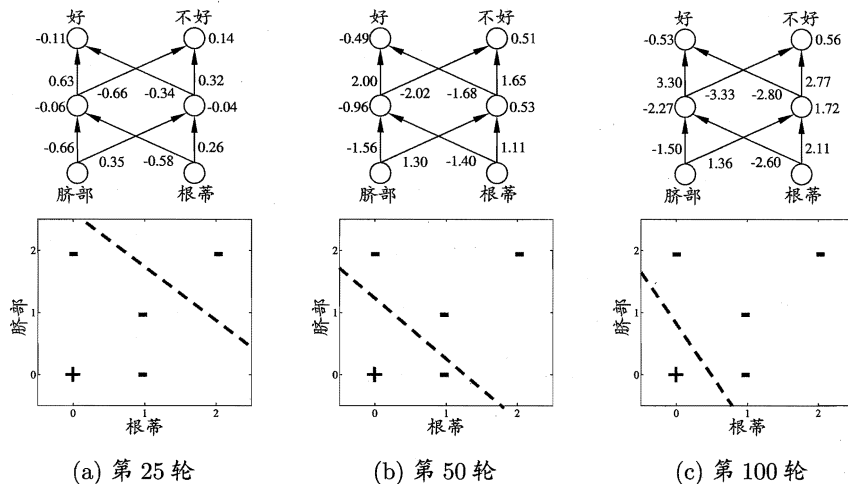 好 不好
-0.11 0.14
0.63 -0.66 -0.34 0.32
-0.06 -0.04
-0.66 0.35 -0.58 0.26
脐部 根蒂
好 不好
-0.49 0.51
2.00 -2.02 -1.68 1.65
-0.96 0.53
-1.56 1.30 -1.40 1.11
脐部 根蒂
好 不好
-0.53 0.56
3.30 -3.33 -2.80 2.77
-2.27 1.72
-1.50 1.36 -2.60 2.11
脐部 根蒂
2
1
0
脐部
0 1 2
根蒂
2
1
0
脐部
0 1 2
根蒂
2
1
0
脐部
0 1 2
根蒂
(a) 第 25 轮
(b) 第 50 轮
(c) 第 100 轮